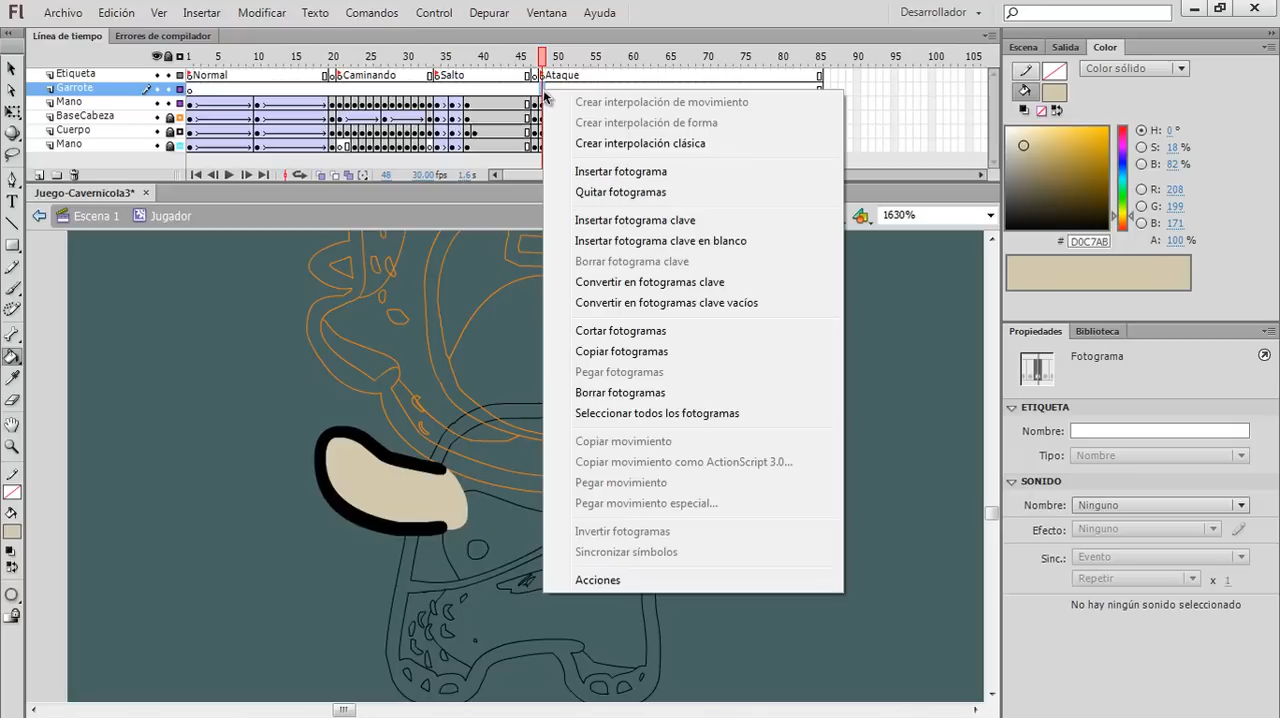 Fl Archivo Edición Ver Insertar Modificar Texto Comandos Control Depurar Ventana Ayuda Desarrollador
Línea de tiempo Errores de compilador
1 5 10 15 20 25 30 35 40 45 50 55 60 65 70 75 80 85 90 95 100 105
Etiqueta Normal Caminando Salto Ataque
Garrote
Mano
BaseCabeza
Cuerpo
Mano
48 30.00 fps 1.6 s
Juego-Cavernicola3*
Escena 1 Jugador 1630%
Crear interpolación de movimiento
Crear interpolación de forma
Crear interpolación clásica
Insertar fotograma
Quitar fotogramas
Insertar fotograma clave
Insertar fotograma clave en blanco
Borrar fotograma clave
Convertir en fotogramas clave
Convertir en fotogramas clave vacíos
Cortar fotogramas
Copiar fotogramas
Pegar fotogramas
Borrar fotogramas
Seleccionar todos los fotogramas
Copiar movimiento
Copiar movimiento como ActionScript 3.0...
Pegar movimiento
Pegar movimiento especial...
Invertir fotogramas
Sincronizar símbolos
Acciones
Escena Salida Color
Color sólido
H: 0 °
S: 18 %
B: 82 %
R: 208
G: 199
B: 171
# D0C7AB A: 100 %
Propiedades Biblioteca
Fotograma
ETIQUETA
Nombre:
Tipo: Nombre
SONIDO
Nombre: Ninguno
Efecto: Ninguno
Sinc.: Evento
Repetir x 1
No hay ningún sonido seleccionado